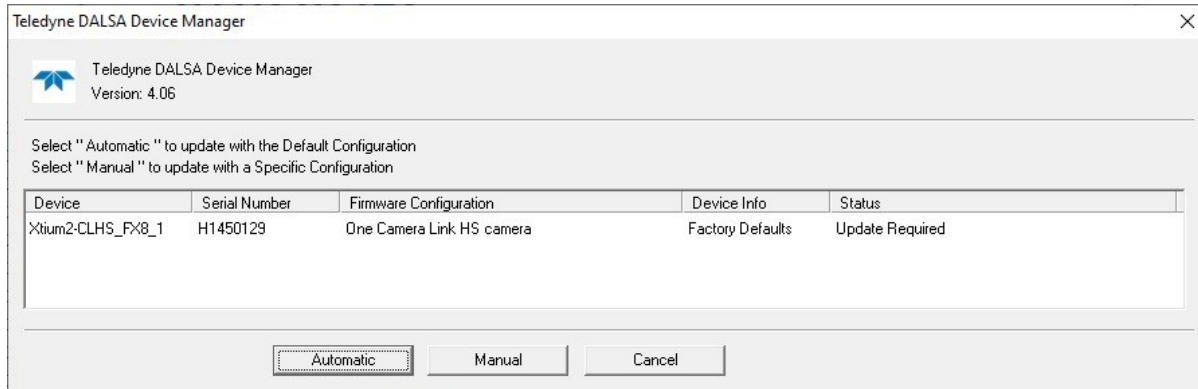 Teledyne DALSA Device Manager
Teledyne DALSA Device Manager
Version: 4.06
Select "Automatic" to update with the Default Configuration
Select "Manual" to update with a Specific Configuration
Device Serial Number Firmware Configuration Device Info Status
Xtium2-CLHS_FX8_1 H1450129 One Camera Link HS camera Factory Defaults Update Required
Automatic Manual Cancel